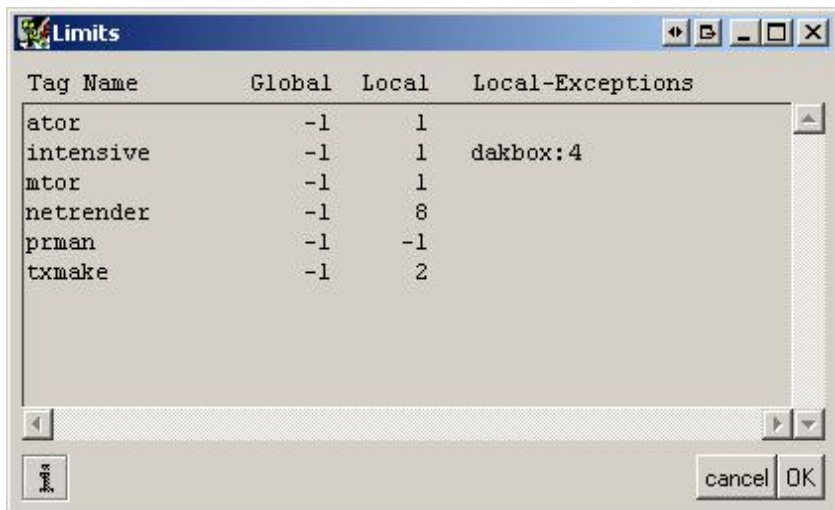 Limits
Tag Name Global Local Local-Exceptions
ator -1 1
intensive -1 1 dakbox:4
mtor -1 1
netrender -1 8
prman -1 -1
txmake -1 2
i
cancel OK